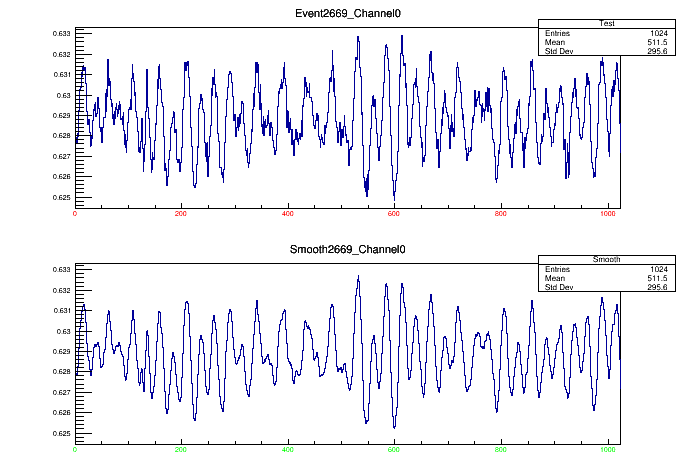 Event2669_Channel0
Test
Entries 1024
Mean 511.5
Std Dev 295.6
0.633
0.632
0.631
0.63
0.629
0.628
0.627
0.626
0.625
0 200 400 600 800 1000
Smooth2669_Channel0
Smooth
Entries 1024
Mean 511.5
Std Dev 295.6
0.633
0.632
0.631
0.63
0.629
0.628
0.627
0.626
0.625
0 200 400 600 800 1000